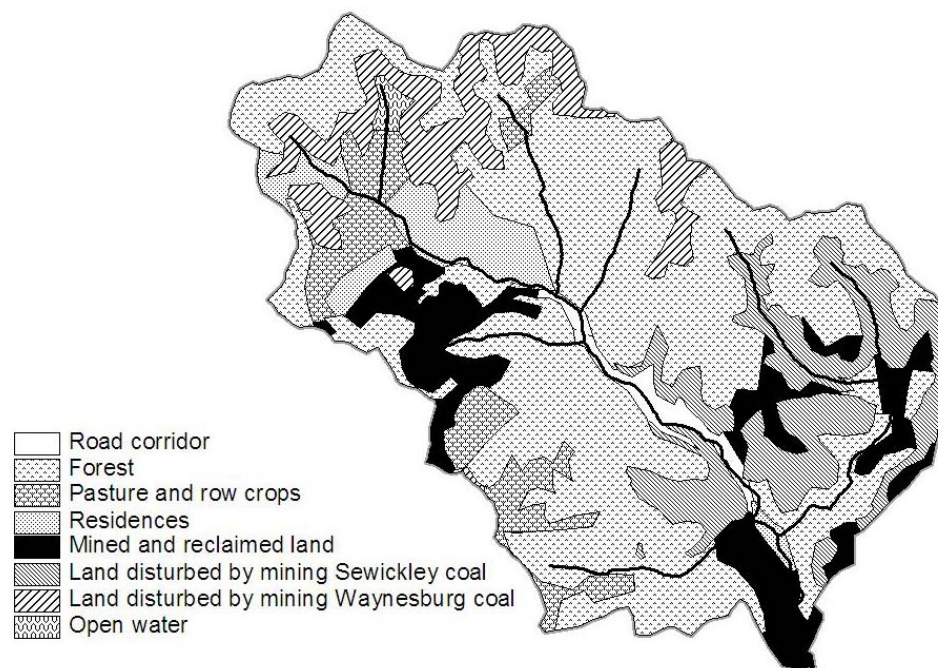 Road corridor
Forest
Pasture and row crops
Residences
Mined and reclaimed land
Land disturbed by mining Sewickley coal
Land disturbed by mining Waynesburg coal
Open water